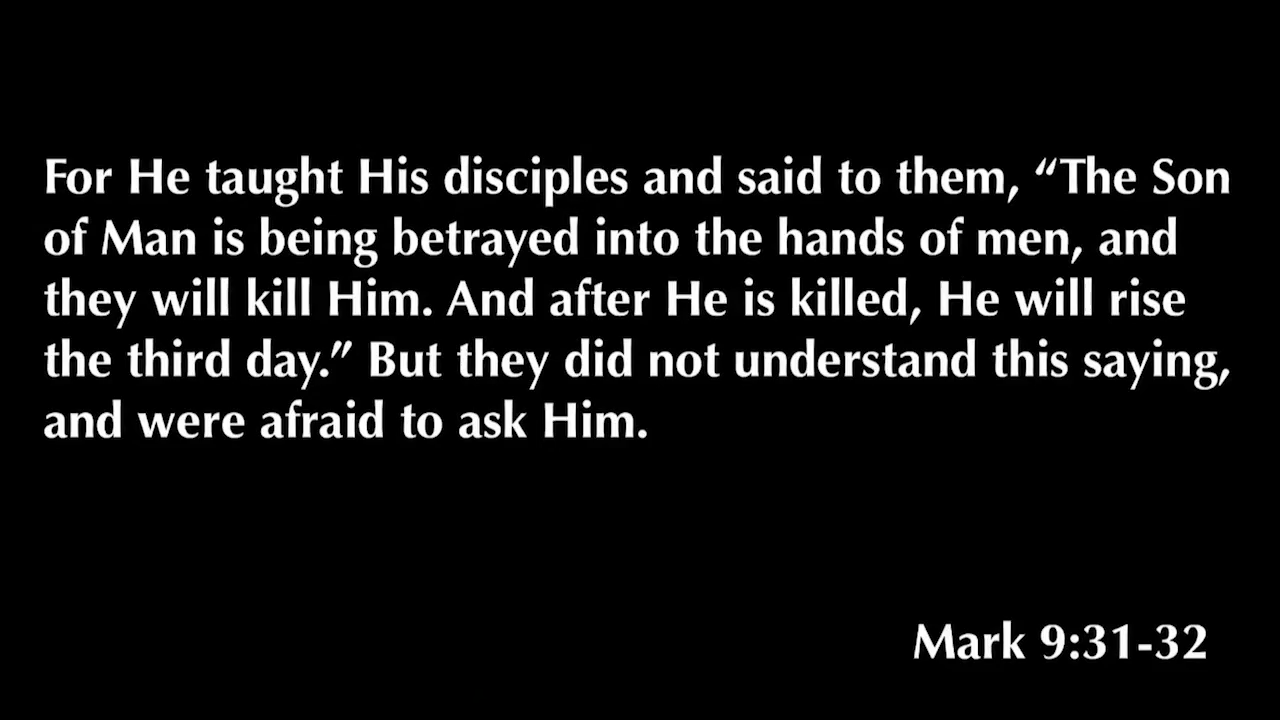 For He taught His disciples and said to them, “The Son
of Man is being betrayed into the hands of men, and
they will kill Him. And after He is killed, He will rise
the third day.” But they did not understand this saying,
and were afraid to ask Him.
Mark 9:31-32